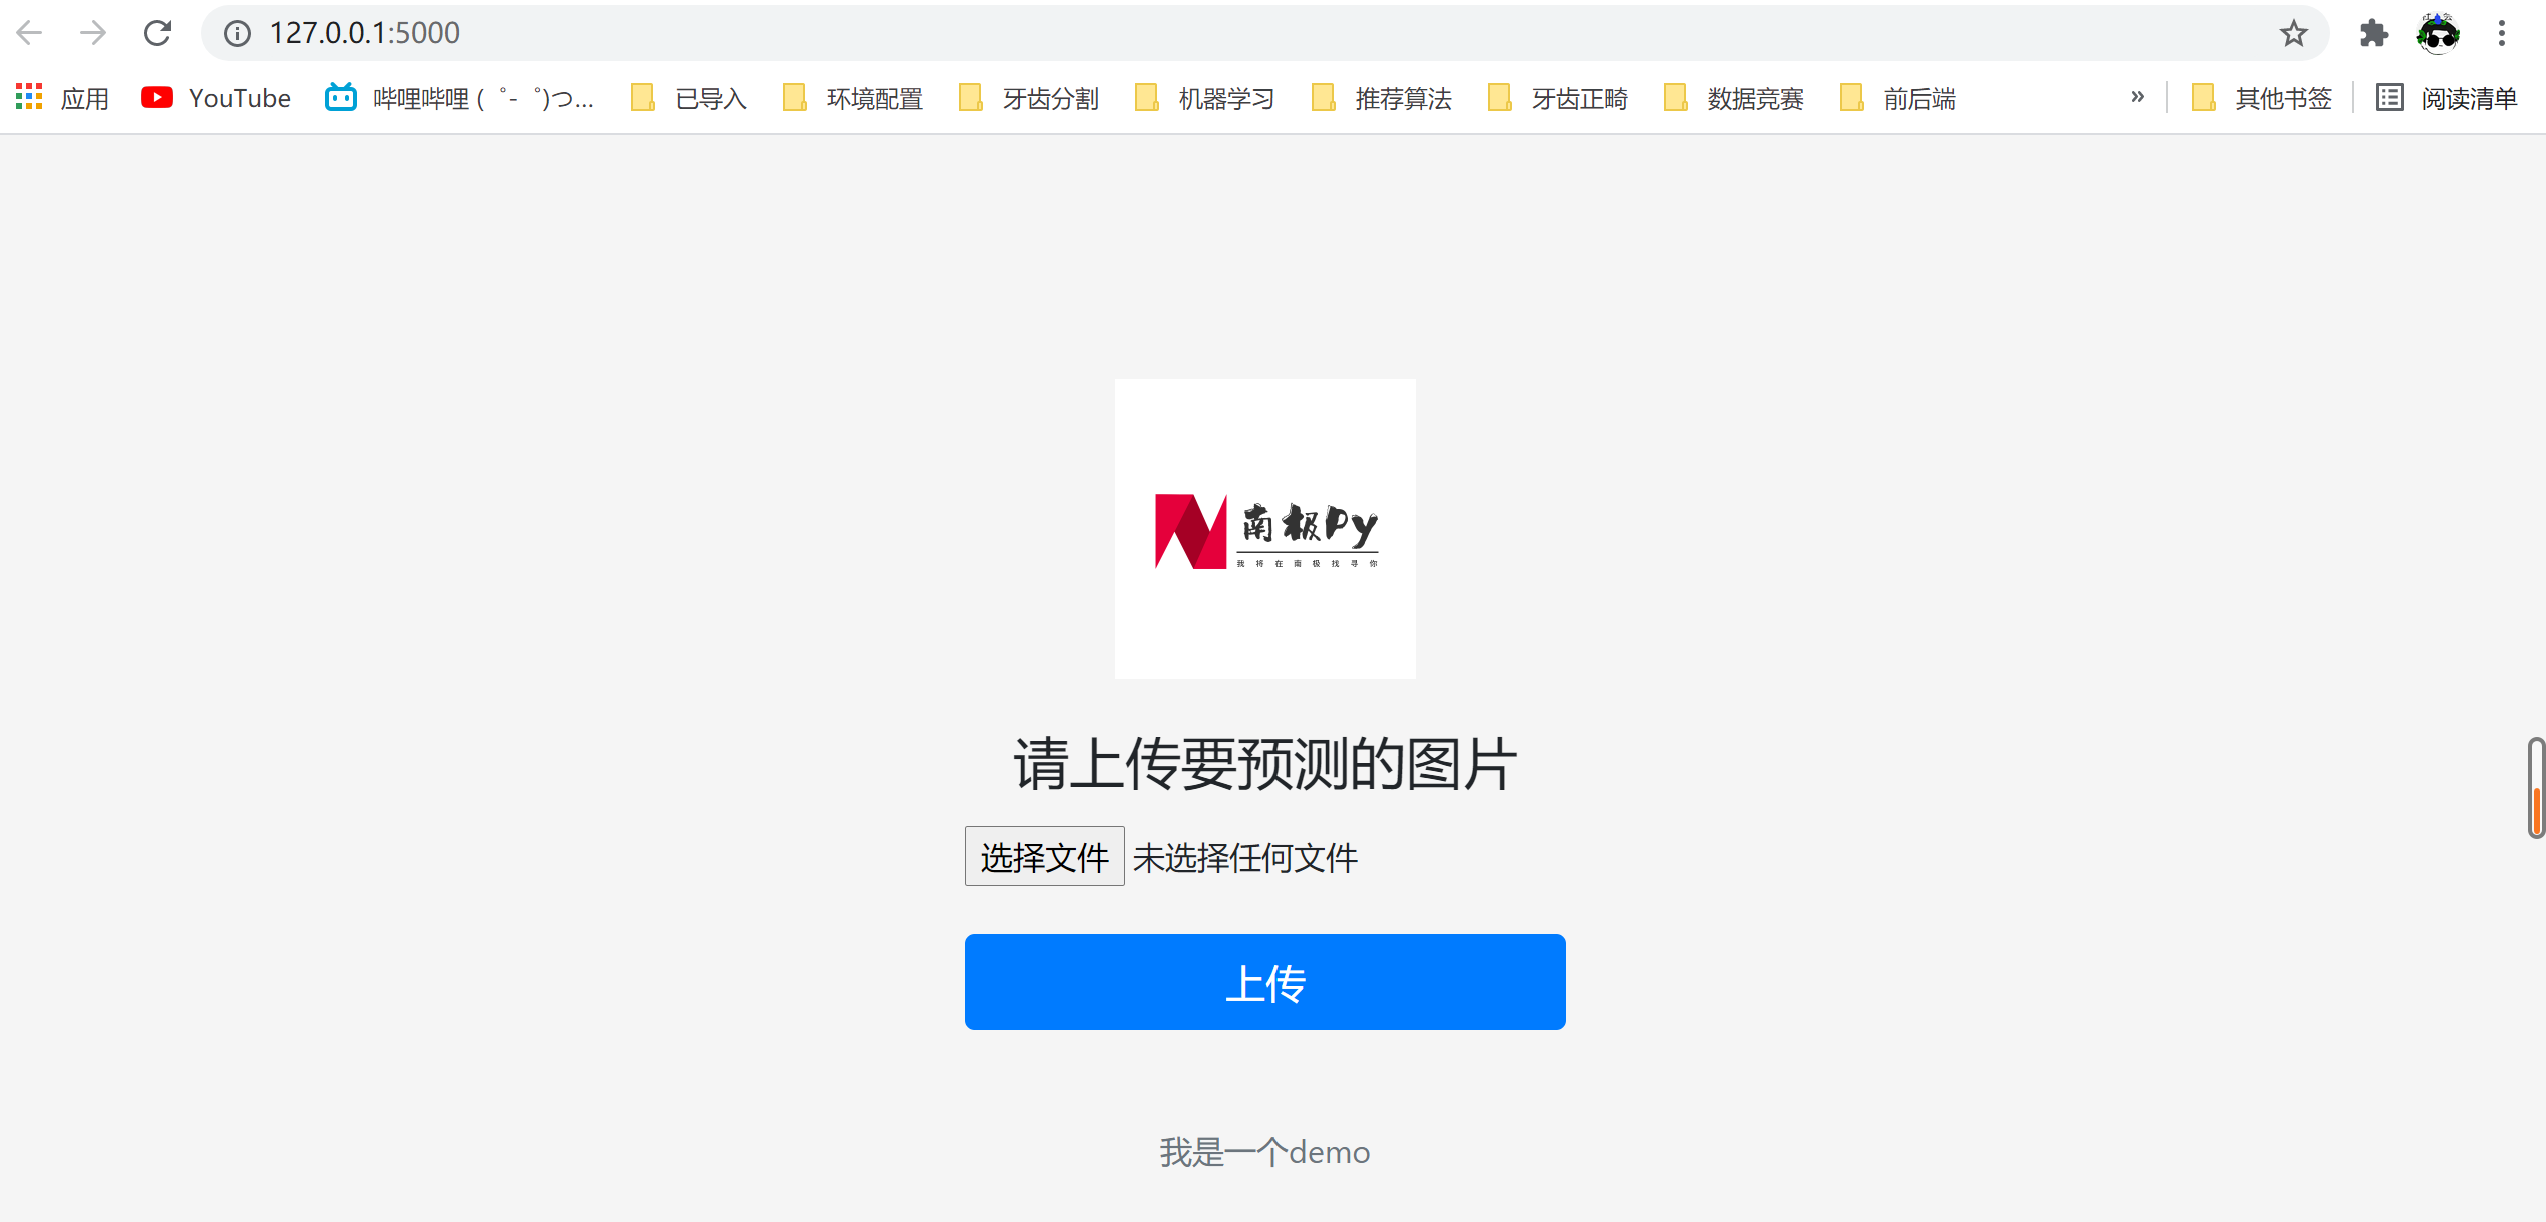 127.0.0.1:5000
应用 YouTube 哔哩哔哩 (゜-゜)つ... 已导入 环境配置 牙齿分割 机器学习 推荐算法 牙齿正畸 数据竞赛 前后端 » 其他书签 阅读清单
南极Py
我将在南极找寻你
请上传要预测的图片
选择文件 未选择任何文件
上传
我是一个demo